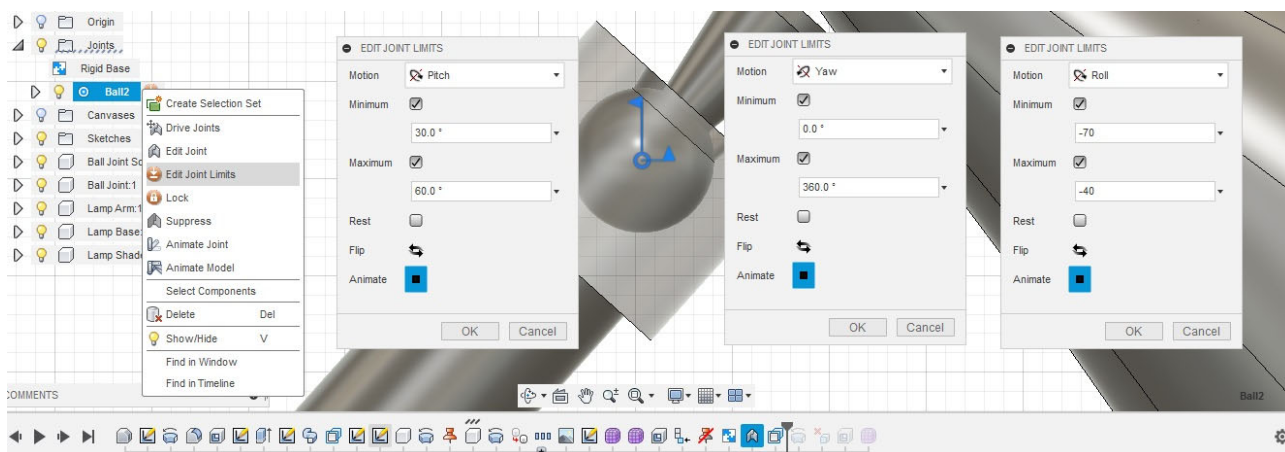 Origin
Joints
Rigid Base
Ball2
Canvases
Sketches
Ball Joint So
Ball Joint:1
Lamp Arm:1
Lamp Base:
Lamp Shad
Create Selection Set
Drive Joints
Edit Joint
Edit Joint Limits
Lock
Suppress
Animate Joint
Animate Model
Select Components
Delete Del
Show/Hide V
Find in Window
Find in Timeline
EDIT JOINT LIMITS
Motion Pitch
Minimum
30.0 °
Maximum
60.0 °
Rest
Flip
Animate
OK Cancel
EDIT JOINT LIMITS
Motion Yaw
Minimum
0.0 °
Maximum
360.0 °
Rest
Flip
Animate
OK Cancel
EDIT JOINT LIMITS
Motion Roll
Minimum
-70
Maximum
-40
Rest
Flip
Animate
OK Cancel
COMMENTS
Ball2